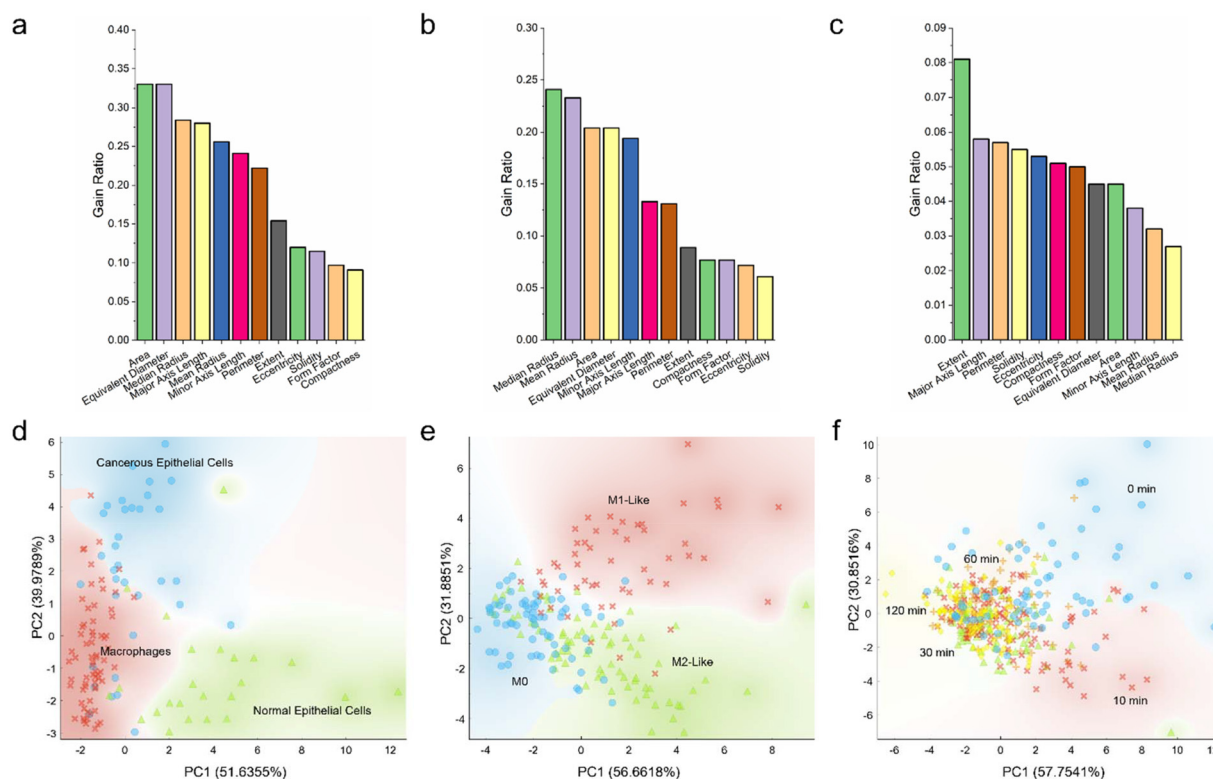 a
0.40
0.35
0.30
0.25
0.20
0.15
0.10
0.05
0.00
Gain Ratio
Area
Equivalent Diameter
Median Radius
Major Axis Length
Mean Radius
Minor Axis Length
Perimeter
Extent
Eccentricity
Solidity
Form Factor
Compactness
b
0.30
0.25
0.20
0.15
0.10
0.05
0.00
Gain Ratio
Median Radius
Mean Radius
Area
Equivalent Diameter
Minor Axis Length
Major Axis Length
Perimeter
Extent
Compactness
Form Factor
Eccentricity
Solidity
c
0.09
0.08
0.07
0.06
0.05
0.04
0.03
0.02
0.01
0.00
Gain Ratio
Extent
Major Axis Length
Perimeter
Solidity
Eccentricity
Compactness
Form Factor
Equivalent Diameter
Area
Minor Axis Length
Mean Radius
Median Radius
d
6
5
4
3
2
1
0
-1
-2
-3
PC2 (39.9789%)
Cancerous Epithelial Cells
Macrophages
Normal Epithelial Cells
-2 0 2 4 6 8 10 12
PC1 (51.6355%)
e
6
4
2
0
-2
-4
PC2 (31.8851%)
M1-Like
M2-Like
M0
-4 -2 0 2 4 6 8
PC1 (56.6618%)
f
10
8
6
4
2
0
-2
-4
-6
PC2 (30.8516%)
0 min
60 min
120 min
30 min
10 min
-6 -4 -2 0 2 4 6 8 10 12
PC1 (57.7541%)